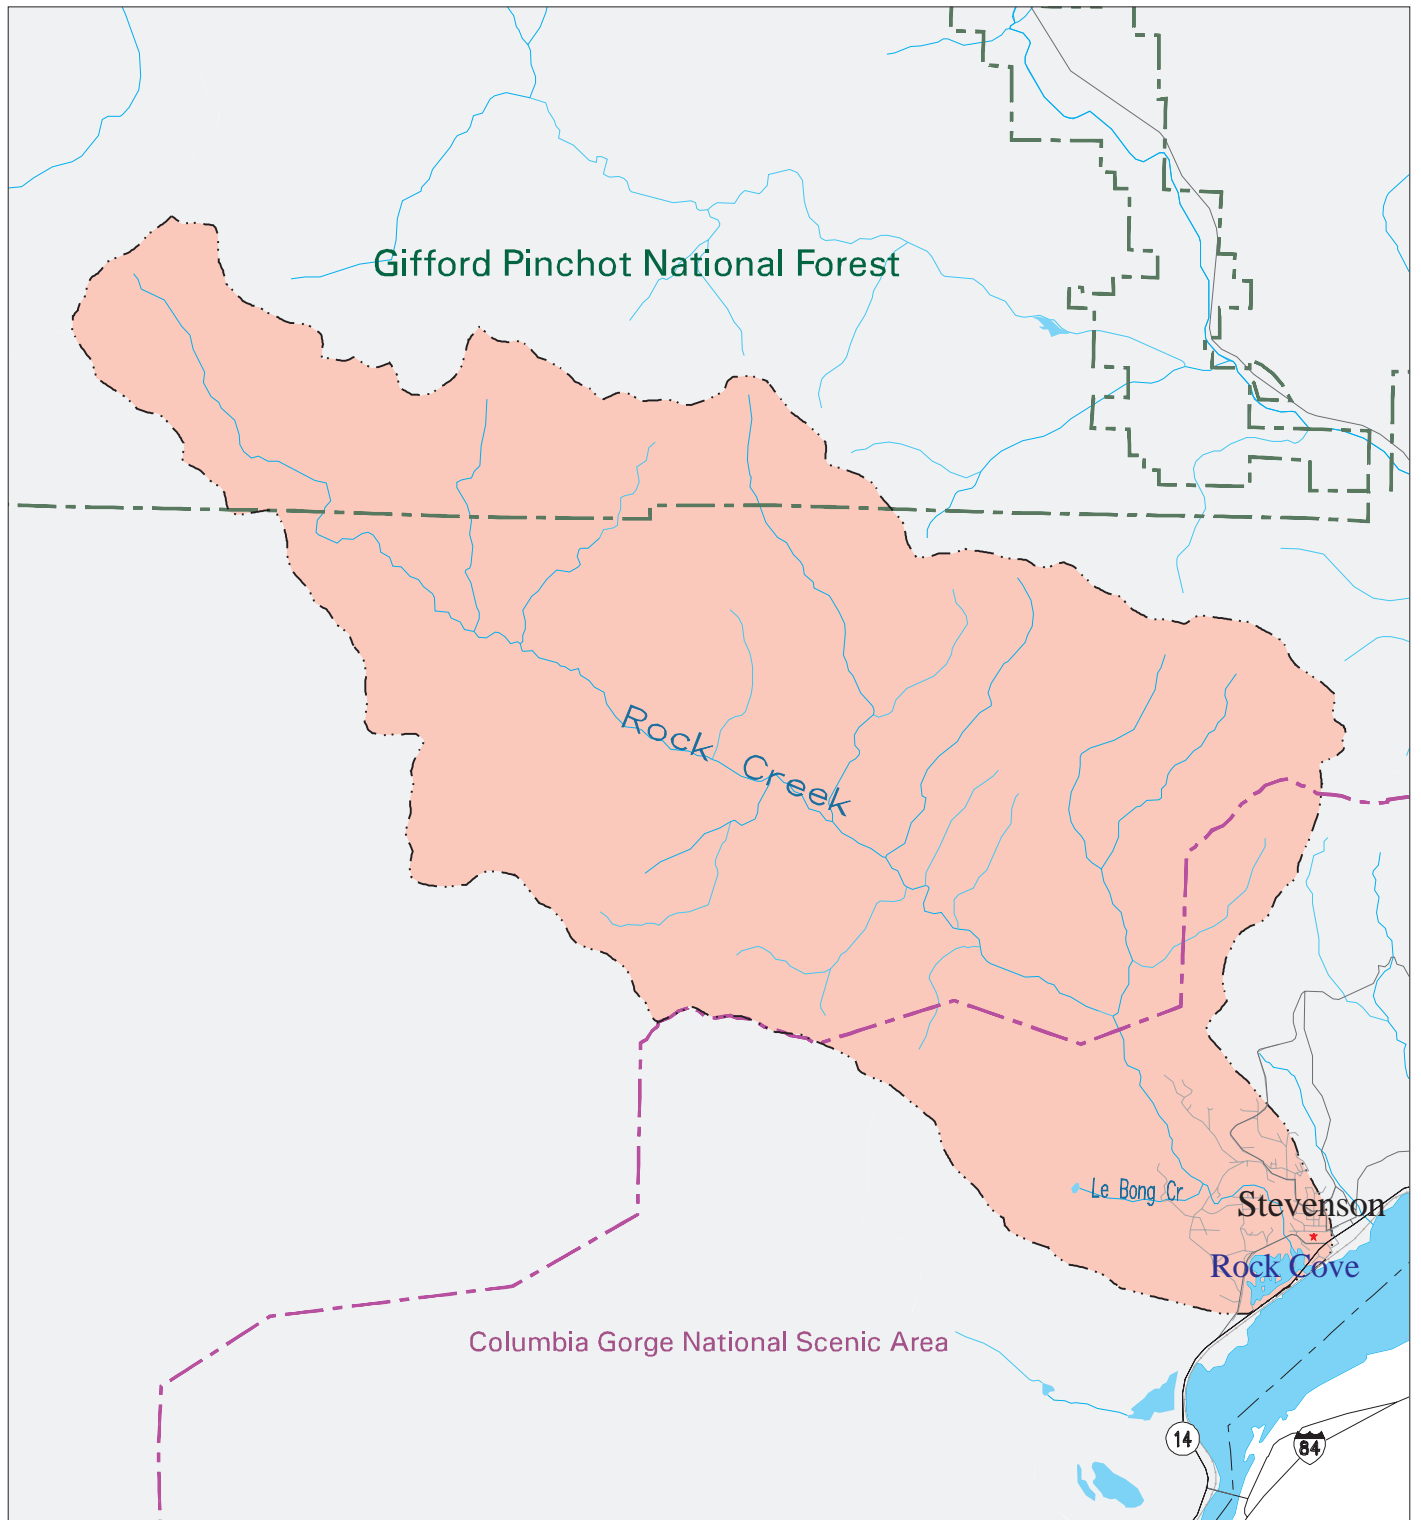 Gifford Pinchot National Forest
Rock Creek
Le Bong Cr
Stevenson
Rock Cove
Columbia Gorge National Scenic Area
14
84